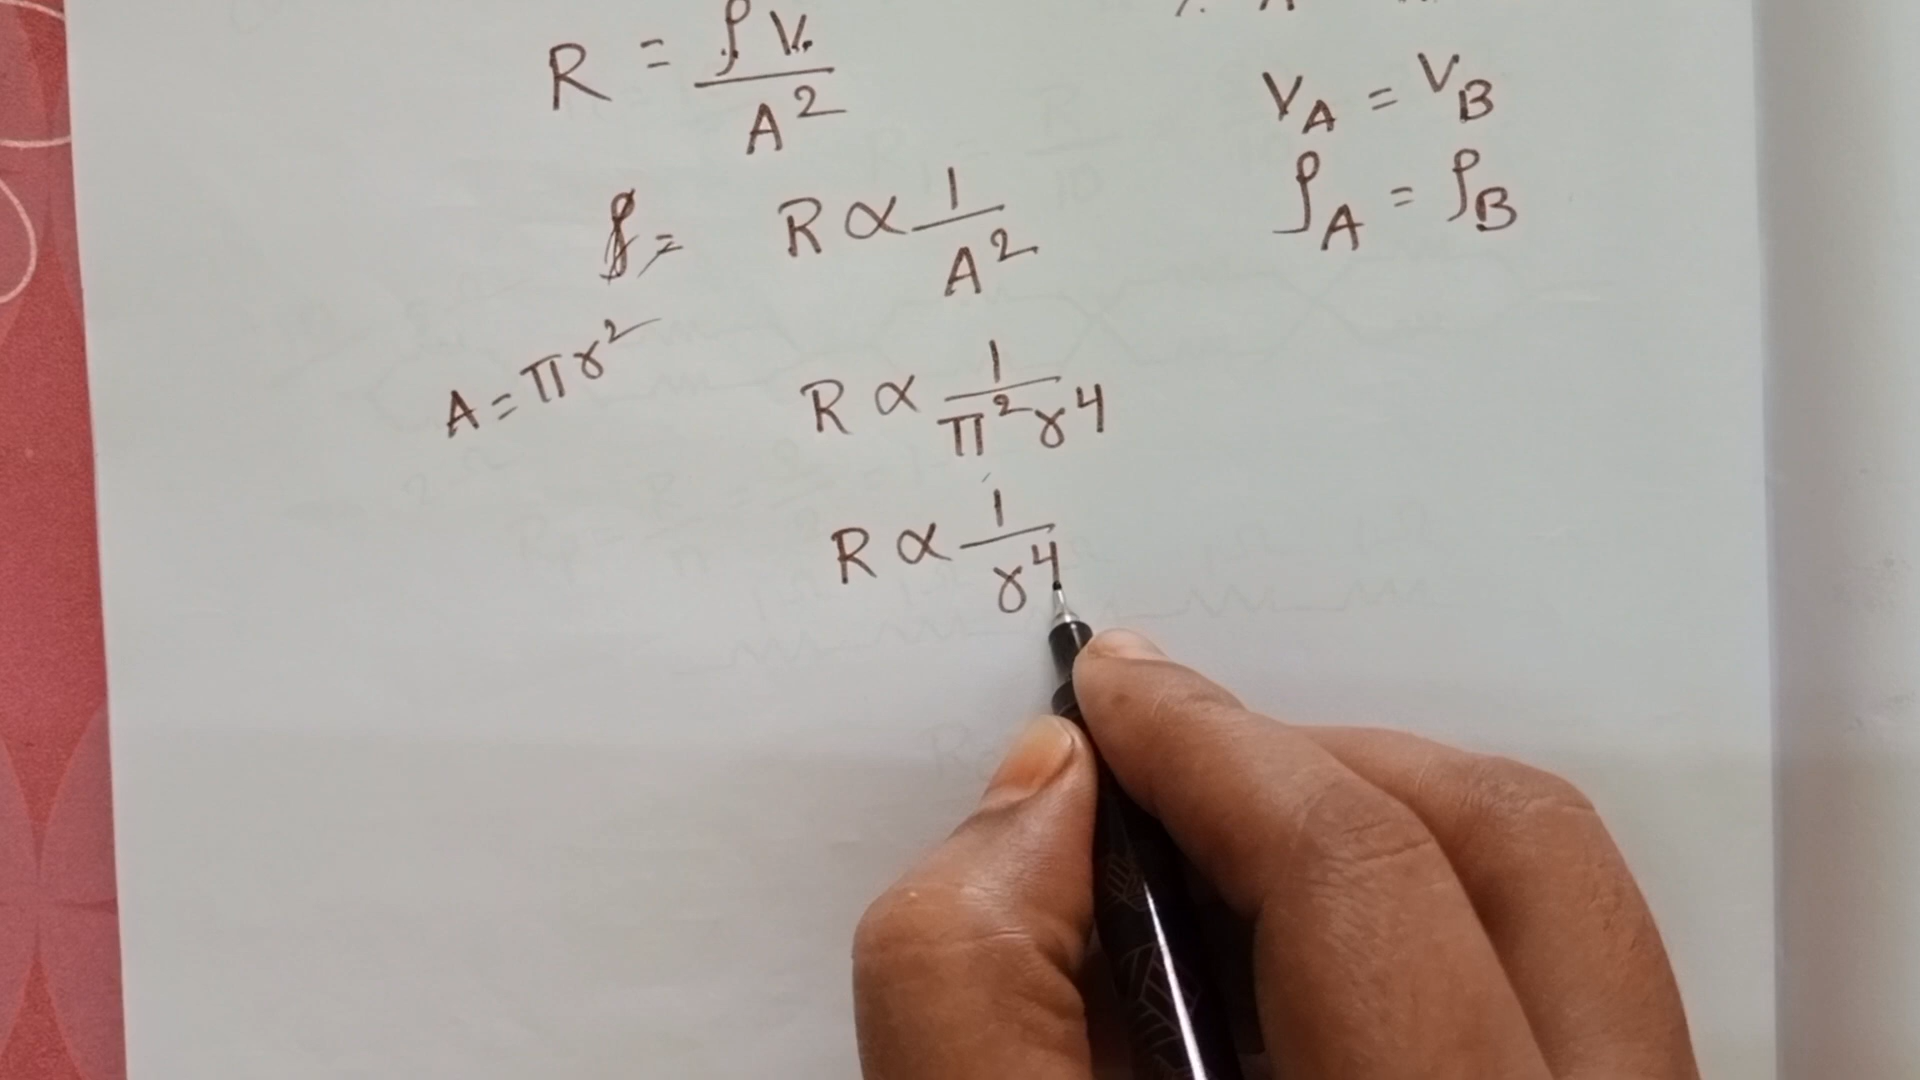 R = ρV / A²
V_A = V_B
R ∝ 1 / A²
ρ_A = ρ_B
A = πr²
R ∝ 1 / π²r⁴
R ∝ 1 / r⁴